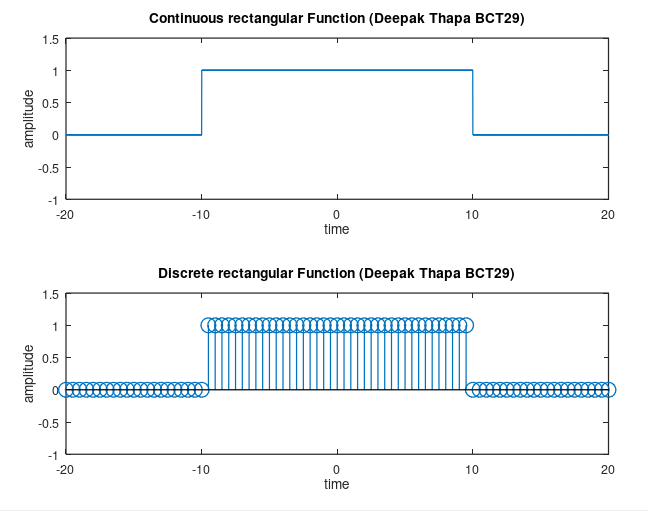 Continuous rectangular Function (Deepak Thapa BCT29)
1.5
1
0.5
0
-0.5
-1
amplitude
-20 -10 0 10 20
time
Discrete rectangular Function (Deepak Thapa BCT29)
1.5
1
0.5
0
-0.5
-1
amplitude
-20 -10 0 10 20
time